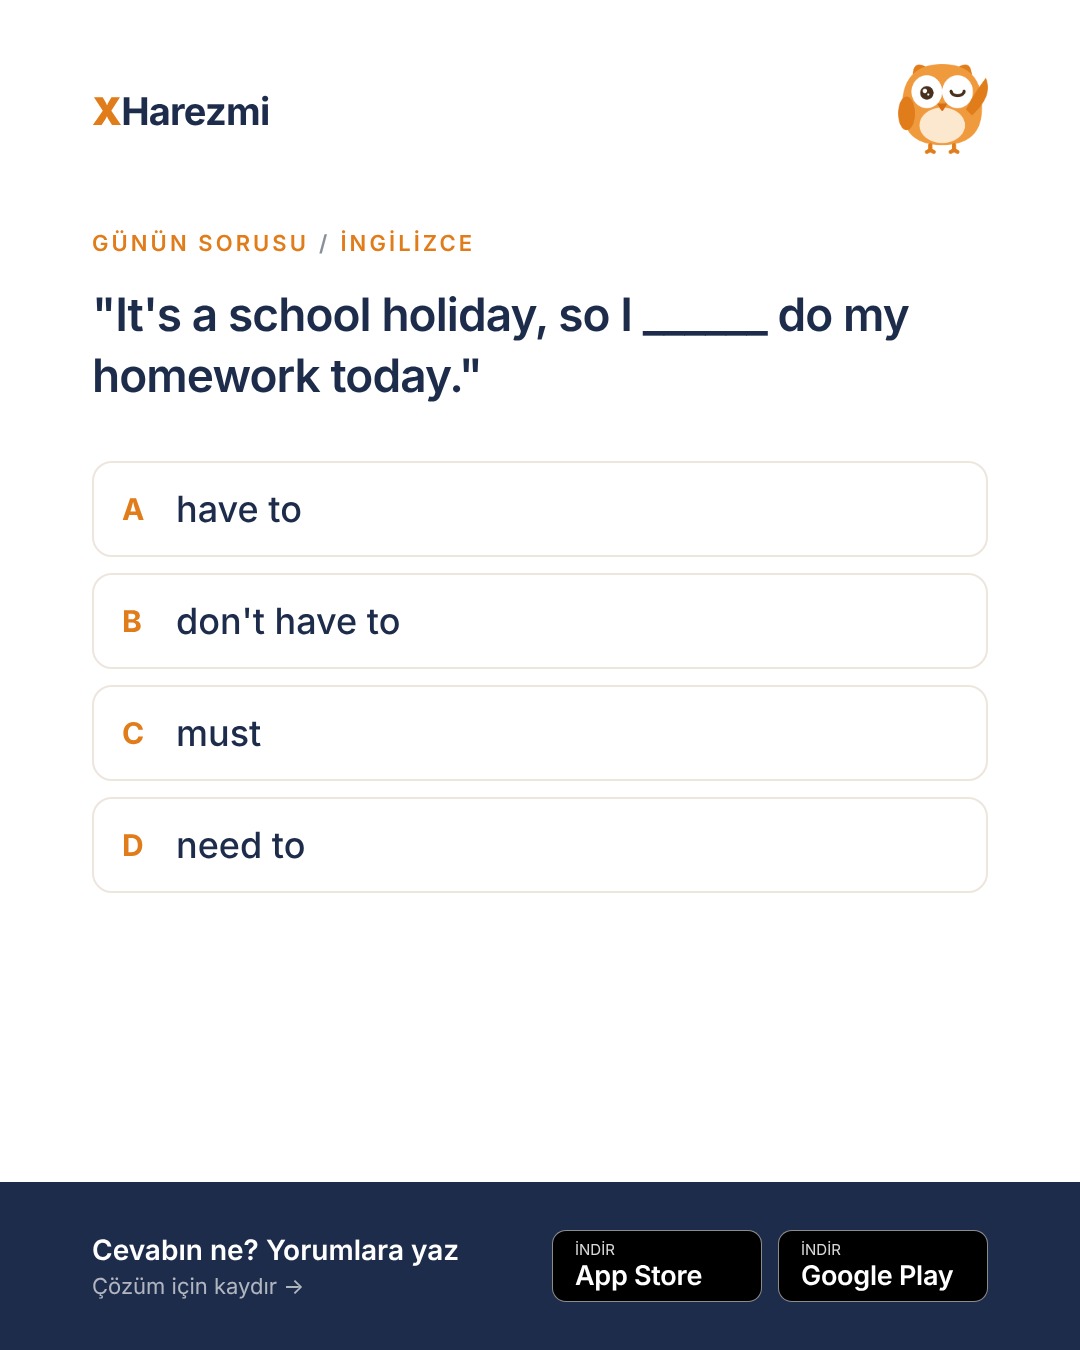 XHarezmi
GÜNÜN SORUSU / İNGİLİZCE
"It's a school holiday, so I ______ do my
homework today."
A have to
B don't have to
C must
D need to
Cevabın ne? Yorumlara yaz
Çözüm için kaydır →
İNDİR
App Store
İNDİR
Google Play